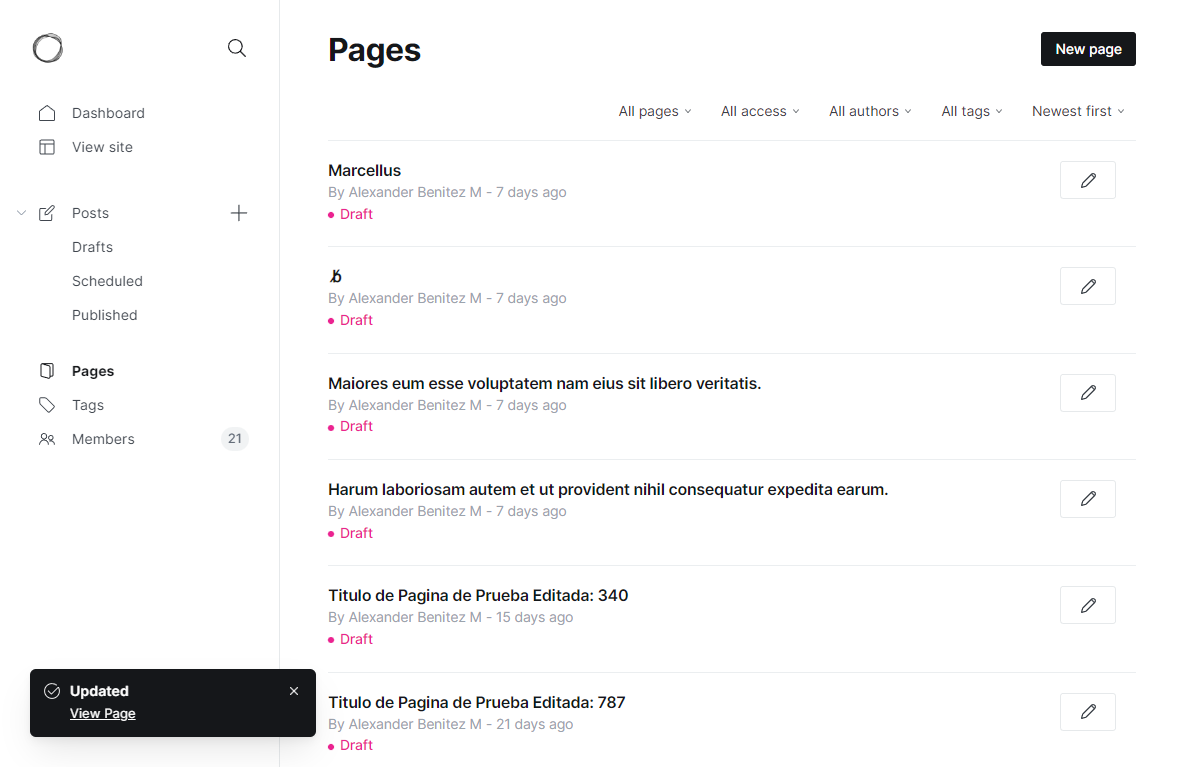 Dashboard
View site
Posts
Drafts
Scheduled
Published
Pages
Tags
Members 21
Pages
New page
All pages All access All authors All tags Newest first
Marcellus
By Alexander Benitez M - 7 days ago
Draft
By Alexander Benitez M - 7 days ago
Draft
Maiores eum esse voluptatem nam eius sit libero veritatis.
By Alexander Benitez M - 7 days ago
Draft
Harum laboriosam autem et ut provident nihil consequatur expedita earum.
By Alexander Benitez M - 7 days ago
Draft
Titulo de Pagina de Prueba Editada: 340
By Alexander Benitez M - 15 days ago
Draft
Titulo de Pagina de Prueba Editada: 787
By Alexander Benitez M - 21 days ago
Draft
Updated
View Page